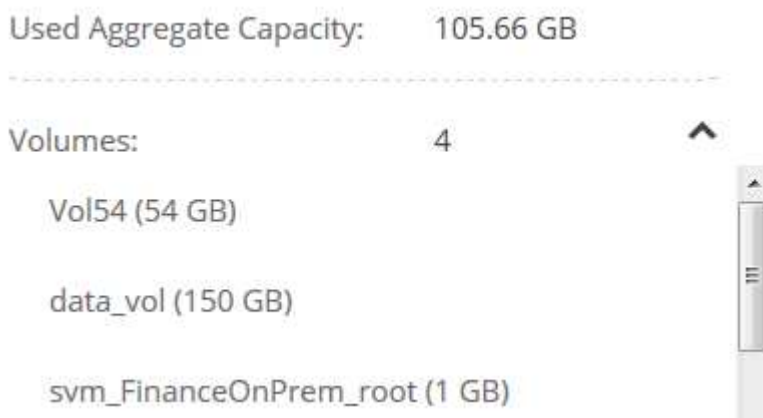 Used Aggregate Capacity: 105.66 GB
Volumes: 4
Vol54 (54 GB)
data_vol (150 GB)
svm_FinanceOnPrem_root (1 GB)